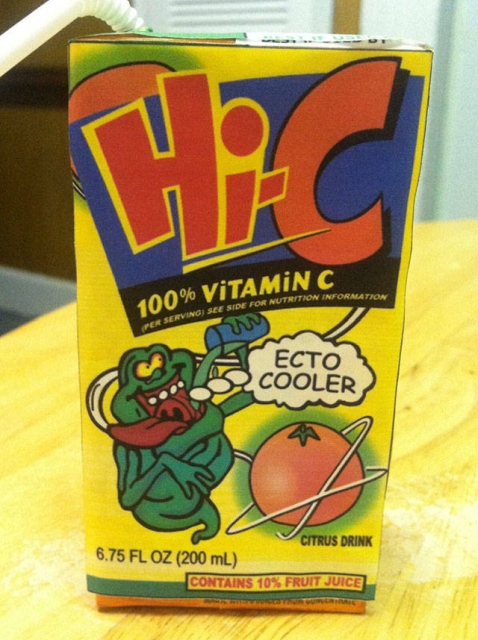 Hi-C
100% ViTAMiN C
(PER SERVING) SEE SIDE FOR NUTRITION INFORMATION
ECTO
COOLER
CITRUS DRINK
6.75 FL OZ (200 mL)
CONTAINS 10% FRUIT JUICE